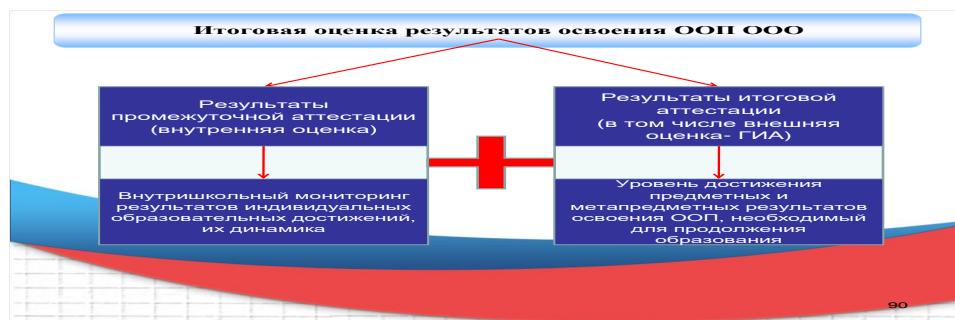 Итоговая оценка результатов освоения ООП ООО
Результаты
промежуточной аттестации
(внутренняя оценка)
Внутришкольный мониторинг
результатов индивидуальных
образовательных достижений,
их динамика
Результаты итоговой
аттестации
(в том числе внешняя
оценка- ГИА)
Уровень достижения
предметных и
метапредметных результатов
освоения ООП, необходимый
для продолжения
образования
90